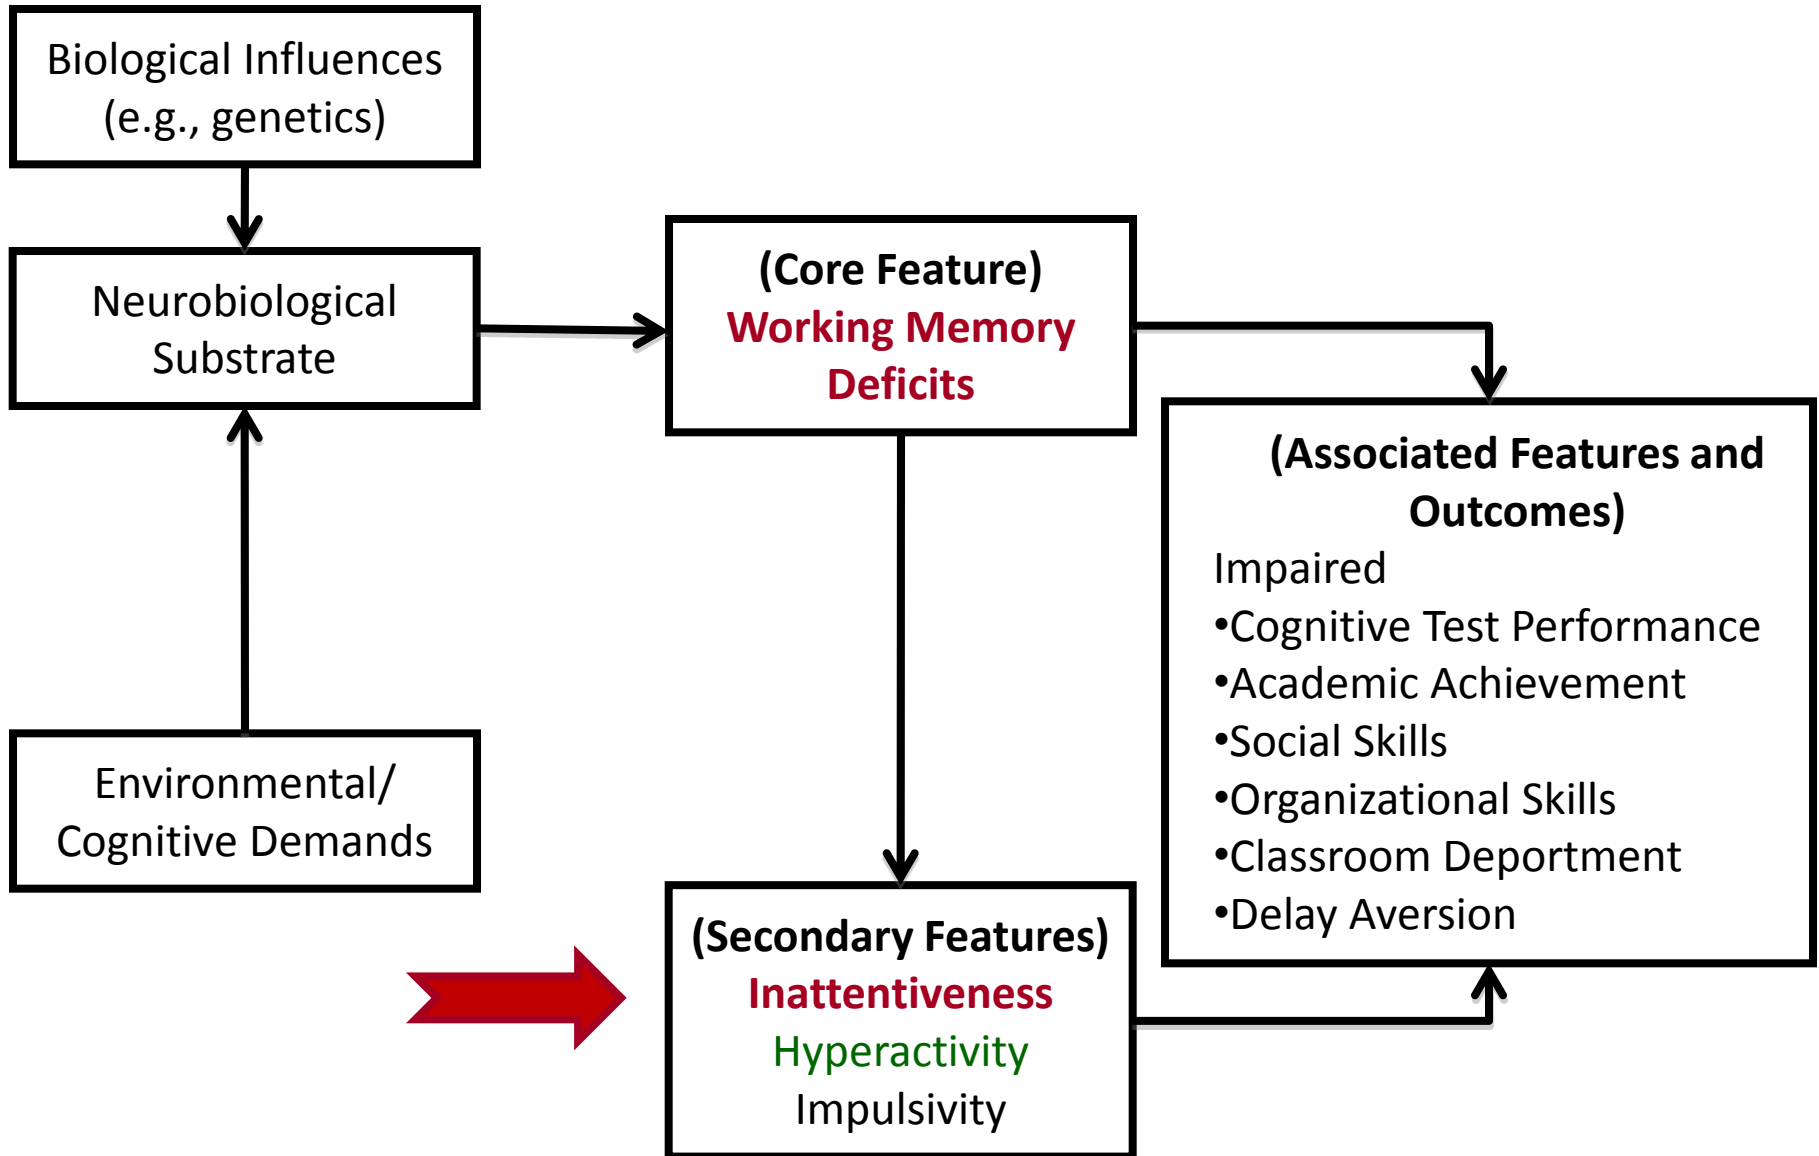 Biological Influences
(e.g., genetics)
Neurobiological
Substrate
Environmental/
Cognitive Demands
(Core Feature)
Working Memory
Deficits
(Secondary Features)
Inattentiveness
Hyperactivity
Impulsivity
(Associated Features and
Outcomes)
Impaired
•Cognitive Test Performance
•Academic Achievement
•Social Skills
•Organizational Skills
•Classroom Deportment
•Delay Aversion